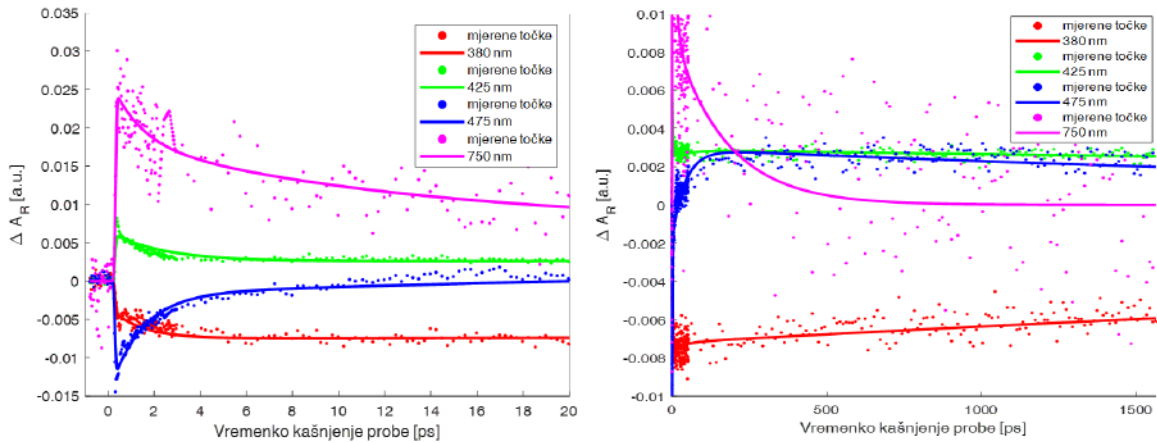 0.035
0.03
0.025
0.02
0.015
0.01
0.005
0
-0.005
-0.01
-0.015
Δ A_R [a.u.]
0 2 4 6 8 10 12 14 16 18 20
Vremenko kašnjenje probe [ps]
mjerene točke
380 nm
mjerene točke
425 nm
mjerene točke
475 nm
mjerene točke
750 nm
0.01
0.008
0.006
0.004
0.002
0
-0.002
-0.004
-0.006
-0.008
-0.01
Δ A_R [a.u.]
0 500 1000 1500
Vremenko kašnjenje probe [ps]
mjerene točke
380 nm
mjerene točke
425 nm
mjerene točke
475 nm
mjerene točke
750 nm